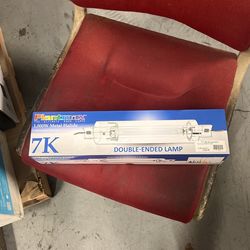 Plantmax
1,000W Metal Halide
7K
DOUBLE-ENDED LAMP